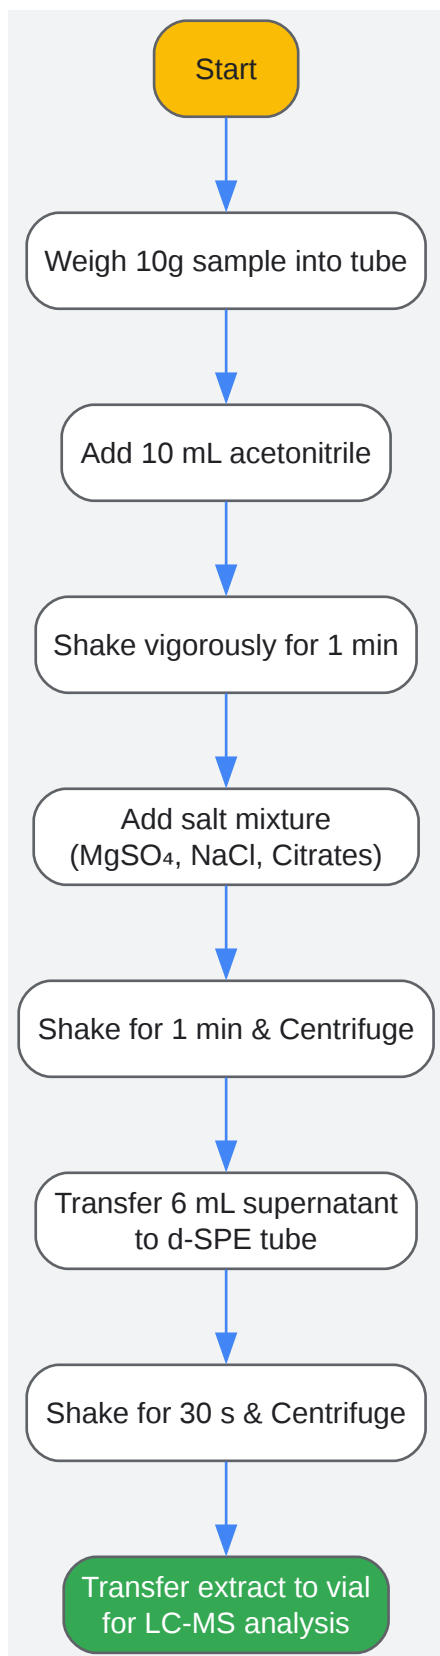 Start
Weigh 10g sample into tube
Add 10 mL acetonitrile
Shake vigorously for 1 min
Add salt mixture
(MgSO₄, NaCl, Citrates)
Shake for 1 min & Centrifuge
Transfer 6 mL supernatant
to d-SPE tube
Shake for 30 s & Centrifuge
Transfer extract to vial
for LC-MS analysis